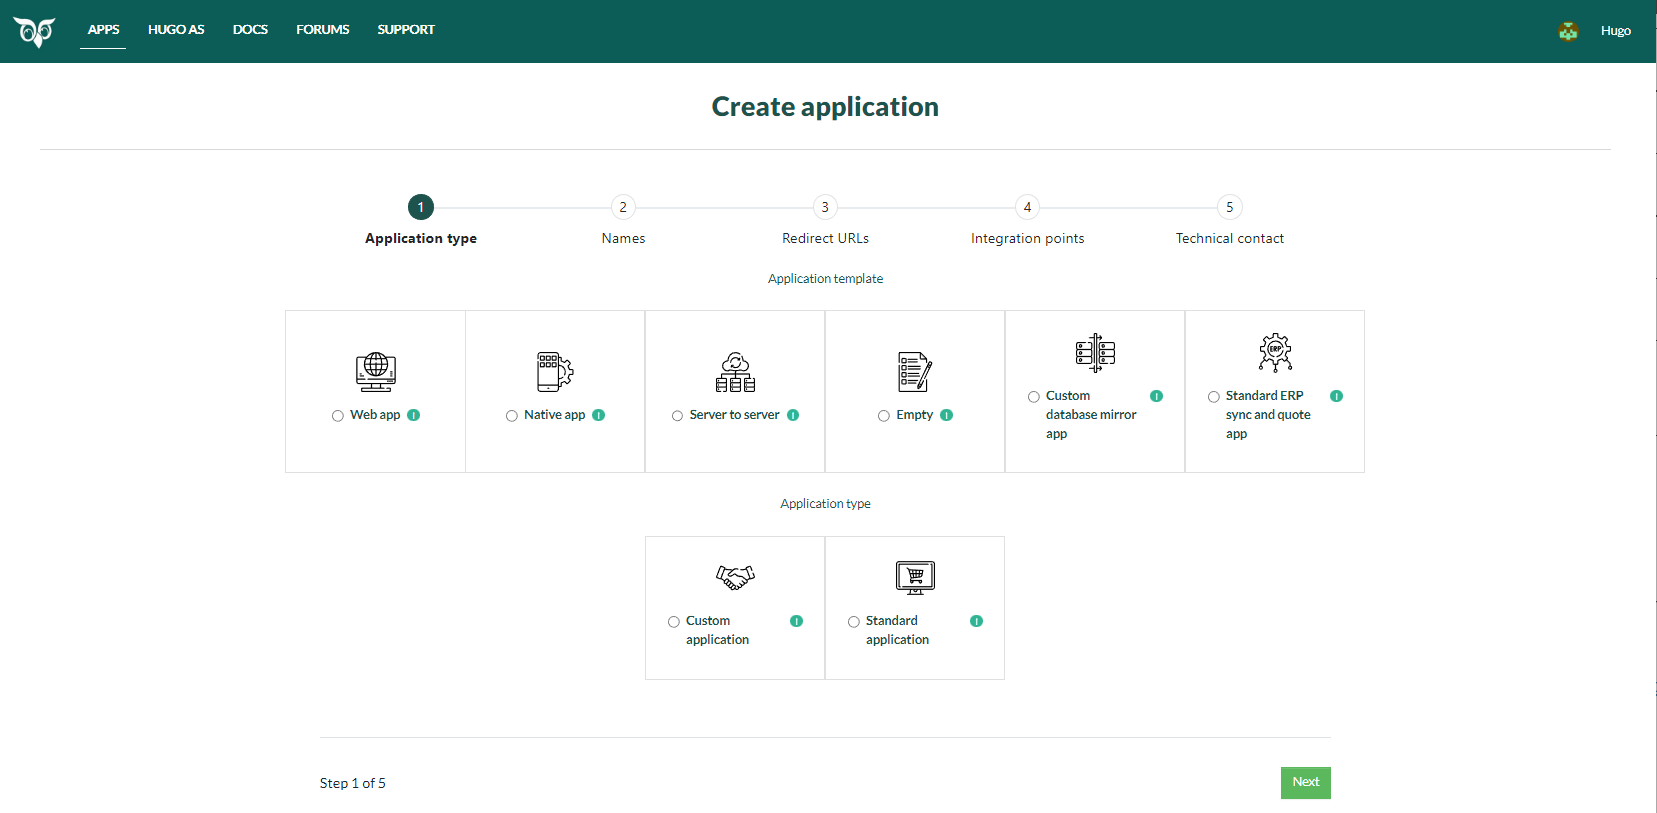 APPS HUGO AS DOCS FORUMS SUPPORT Hugo
Create application
1 2 3 4 5
Application type Names Redirect URLs Integration points Technical contact
Application template
Web app
Native app
Server to server
Empty
Custom
database mirror
app
ERP
Standard ERP
sync and quote
app
Application type
Custom
application
Standard
application
Step 1 of 5
Next